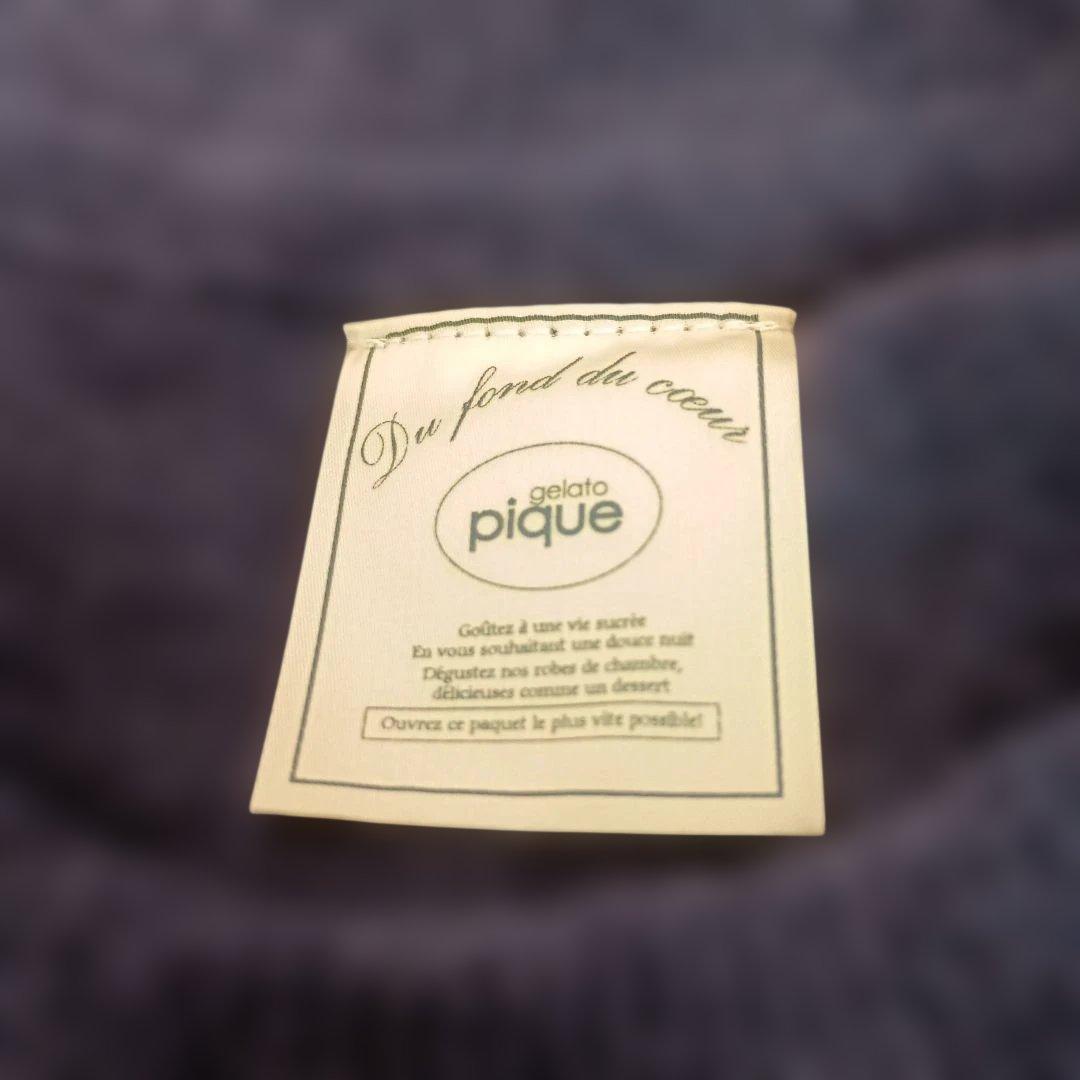 Du fond du cœur
gelato
pique
Goûtez à une vie sucrée
En vous souhaitant une douce nuit
Dégustez nos robes de chambre,
délicieuses comme un dessert
Ouvrez ce paquet le plus vite possible!